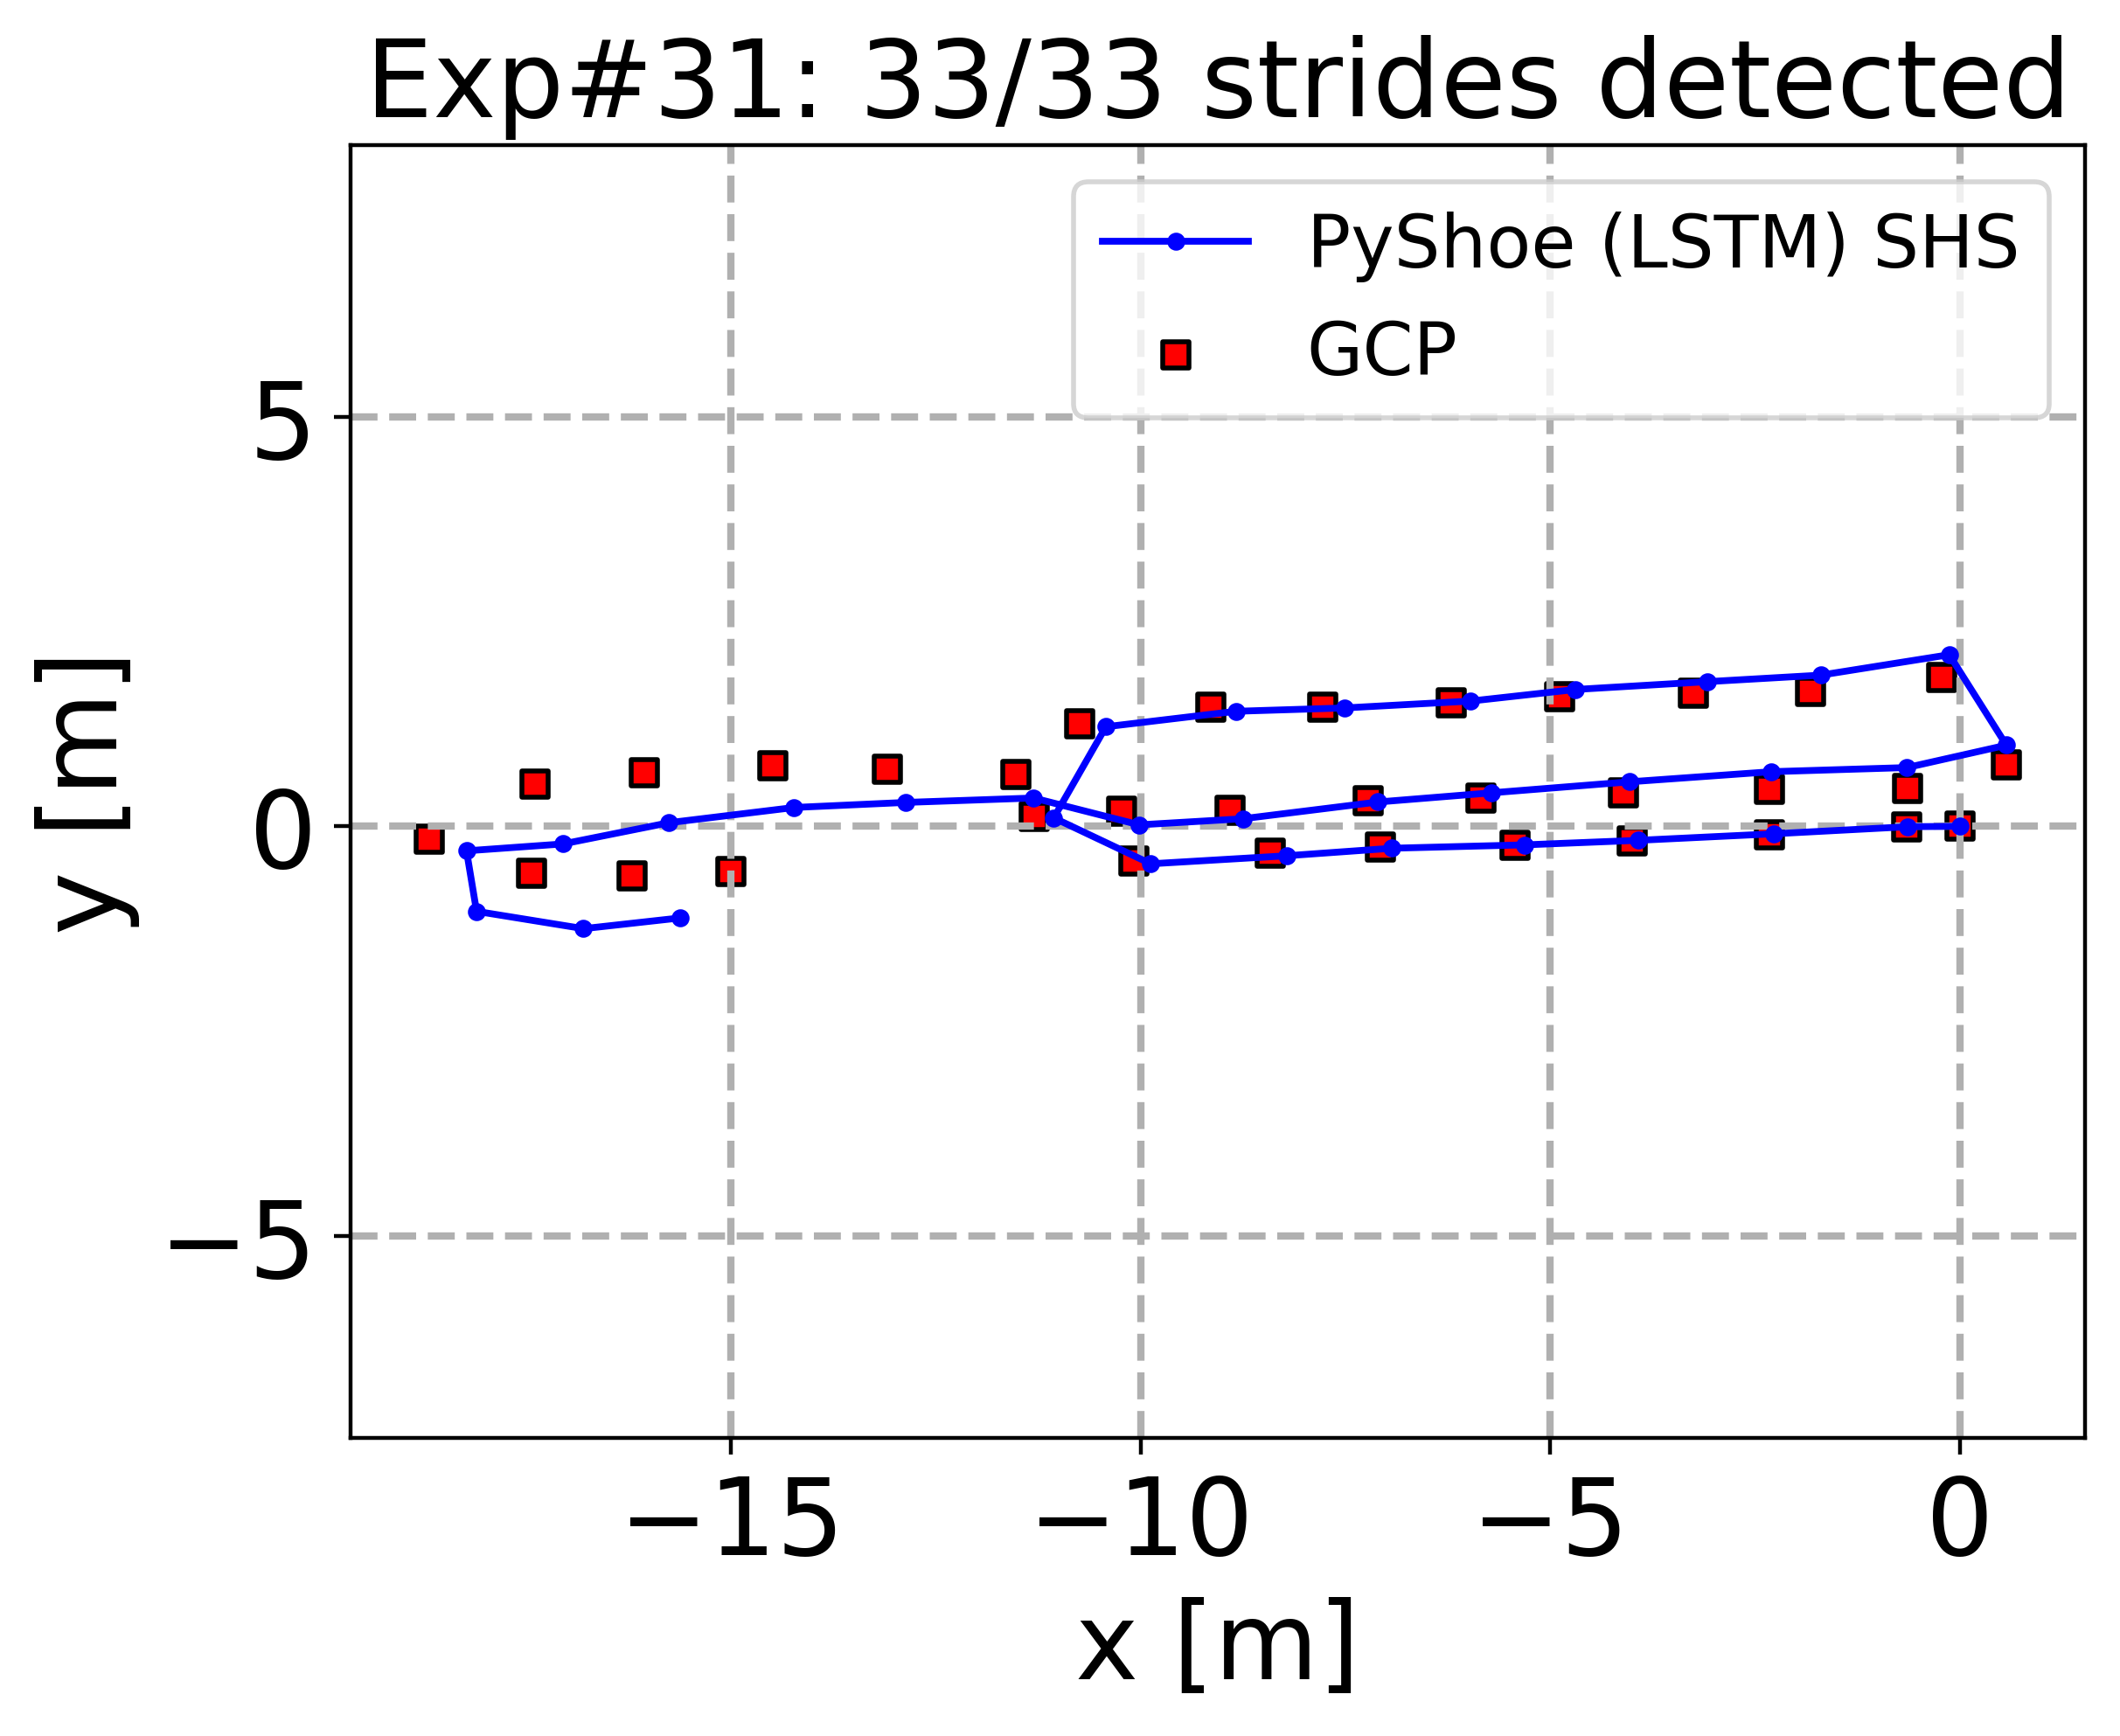 Exp#31: 33/33 strides detected
PyShoe (LSTM) SHS
GCP
5
0
−5
y [m]
−15 −10 −5 0
x [m]